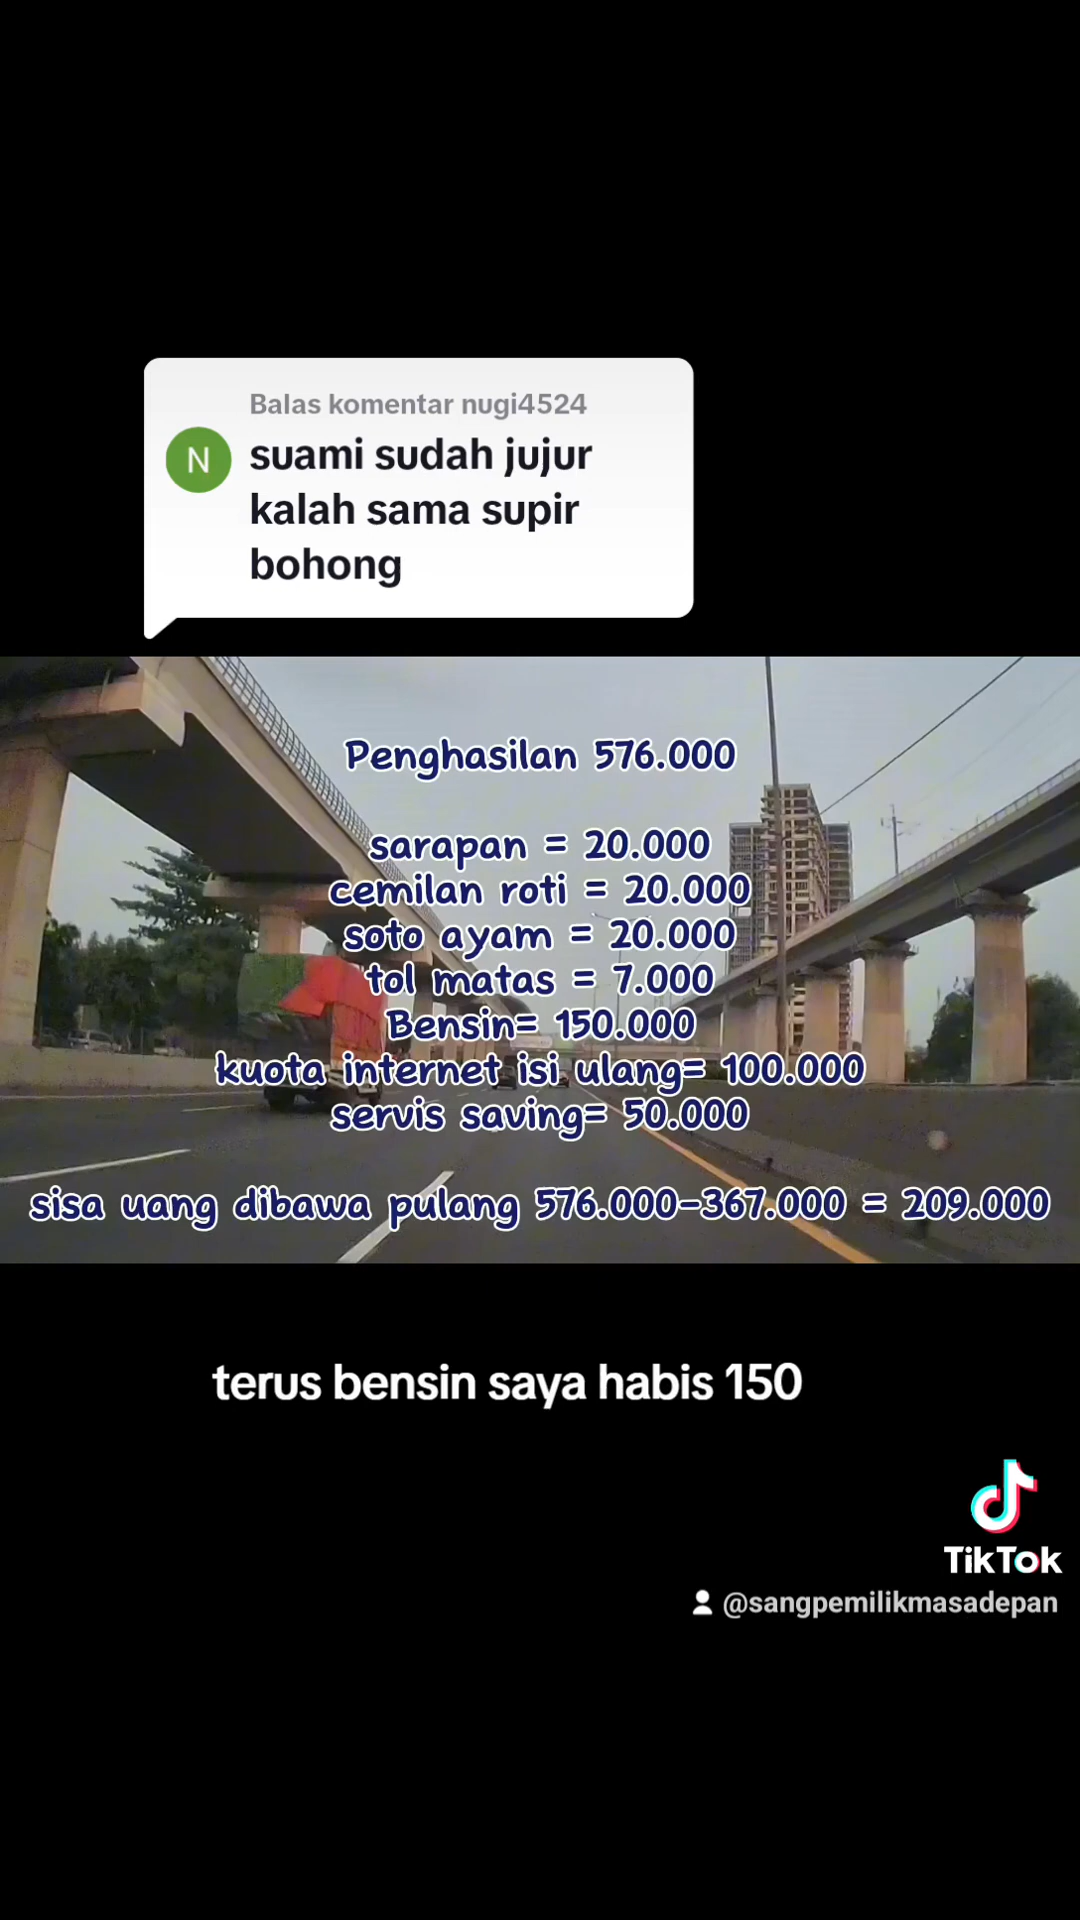 Balas komentar nugi4524
N
suami sudah jujur
kalah sama supir
bohong
Penghasilan 576.000
sarapan = 20.000
cemilan roti = 20.000
soto ayam = 20.000
tol matas = 7.000
Bensin= 150.000
kuota internet isi ulang= 100.000
servis saving= 50.000
sisa uang dibawa pulang 576.000-367.000 = 209.000
terus bensin saya habis 150
TikTok
@sangpemilikmasadepan